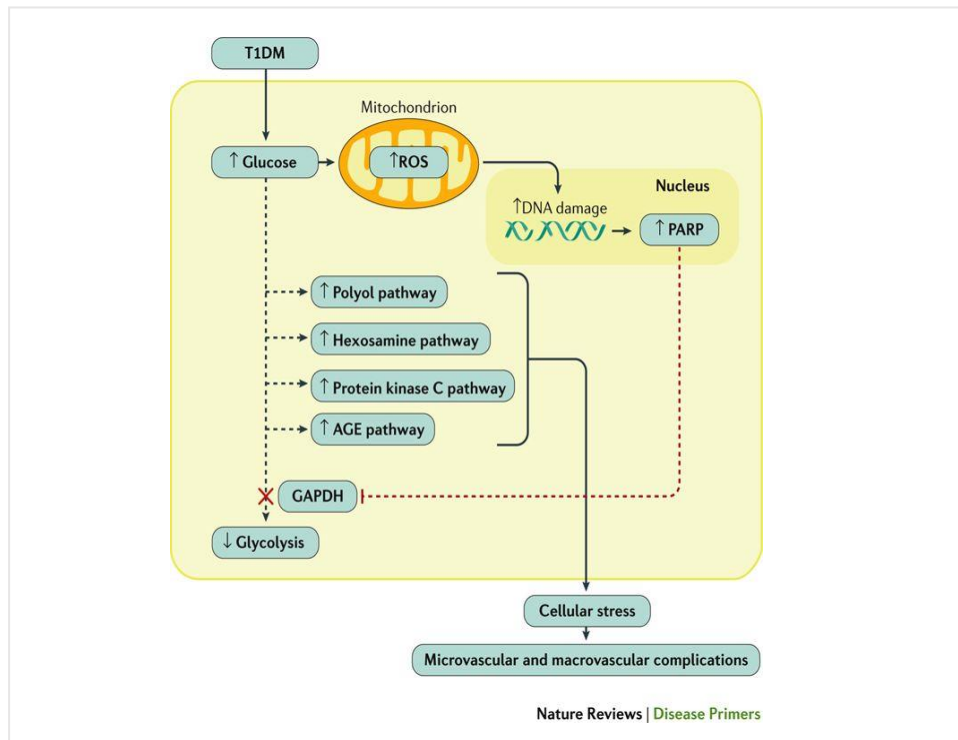 T1DM
Mitochondrion
↑ Glucose
↑ROS
Nucleus
↑DNA damage
↑ PARP
↑ Polyol pathway
↑ Hexosamine pathway
↑ Protein kinase C pathway
↑ AGE pathway
GAPDH
↓ Glycolysis
Cellular stress
Microvascular and macrovascular complications
Nature Reviews | Disease Primers